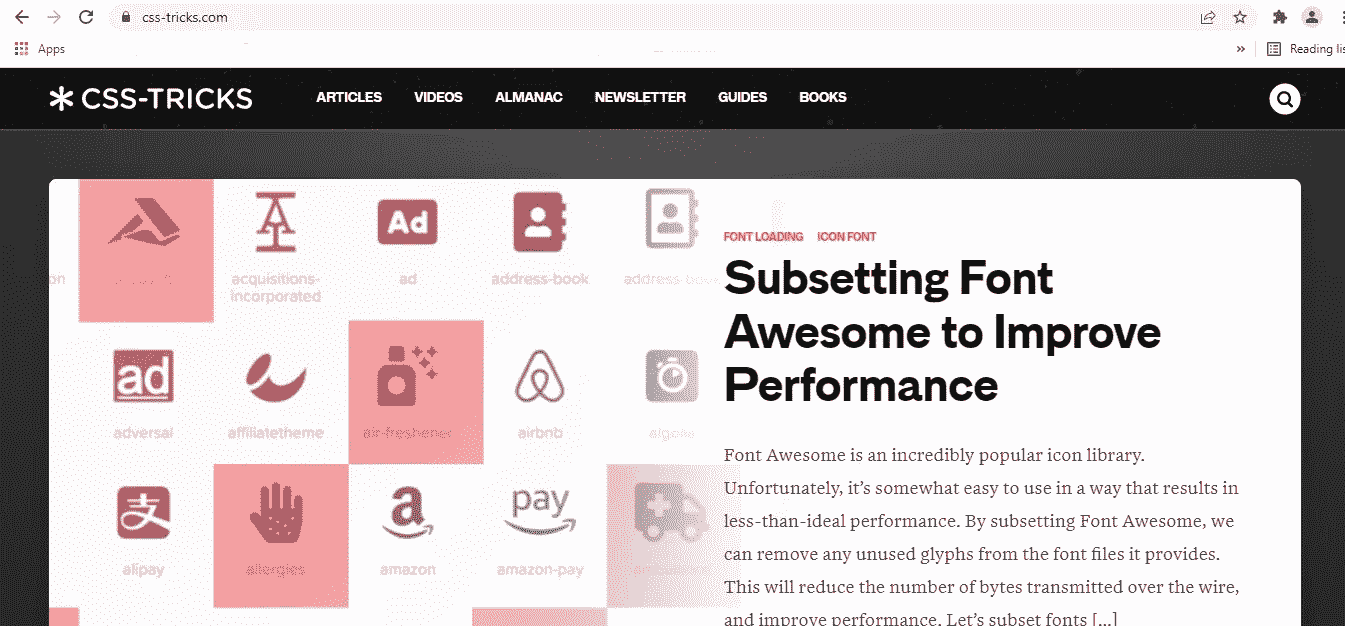 css-tricks.com
Apps
»
Reading lis
CSS-TRICKS
ARTICLES VIDEOS ALMANAC NEWSLETTER GUIDES BOOKS
on
acquisitions-
incorporated
ad
address-book
address-book
Ad
FONT LOADING ICON FONT
Subsetting Font
Awesome to Improve
Performance
ad
adversal
affiliatetheme
air-freshener
airbnb
algolia
Font Awesome is an incredibly popular icon library.
Unfortunately, it’s somewhat easy to use in a way that results in
less-than-ideal performance. By subsetting Font Awesome, we
can remove any unused glyphs from the font files it provides.
This will reduce the number of bytes transmitted over the wire,
and improve performance. Let’s subset fonts [...]
支
a
pay
alipay
allergies
amazon
amazon-pay